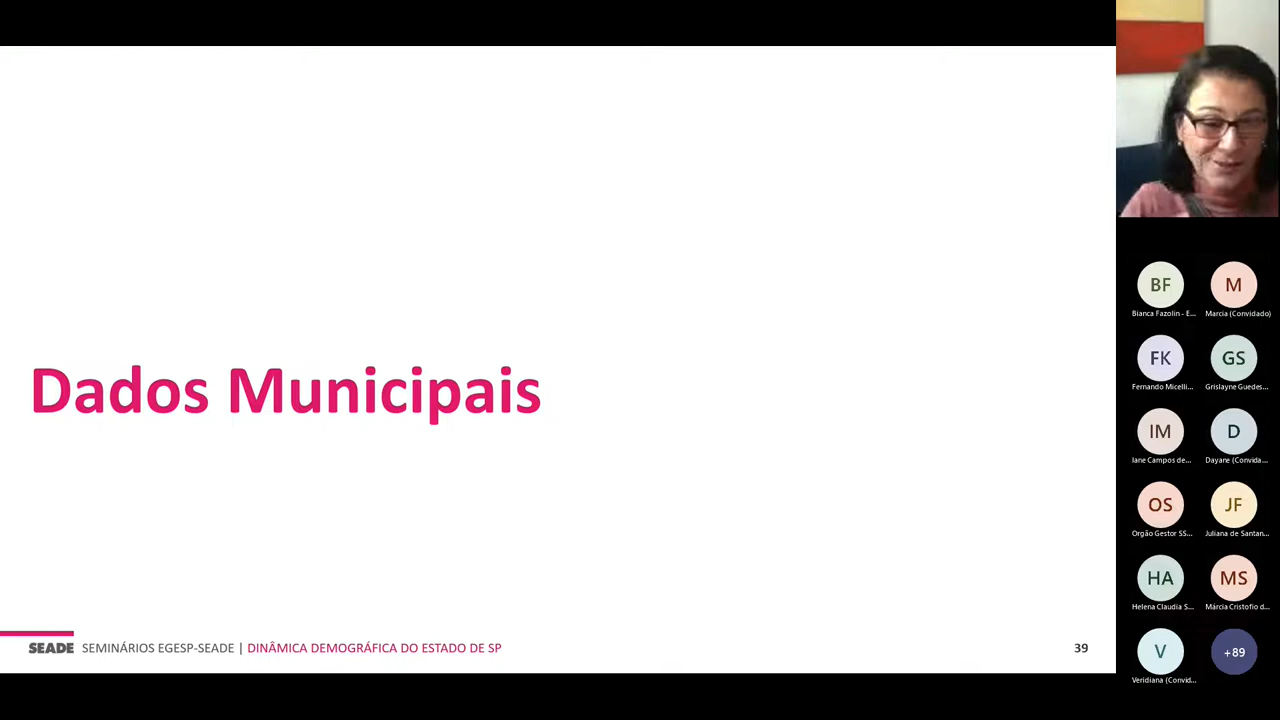 Dados Municipais
SEADE SEMINÁRIOS EGESP-SEADE | DINÂMICA DEMOGRÁFICA DO ESTADO DE SP
39
BF
Bianca Fazolin - E...
M
Marcia (Convidado)
FK
Fernando Micelli...
GS
Grislayne Guedes...
IM
Iane Campos de...
D
Dayane (Convida...
OS
Orgão Gestor SS...
JF
Juliana de Santan...
HA
Helena Claudia S...
MS
Márcia Cristofio d...
V
Veridiana (Convid...
+89